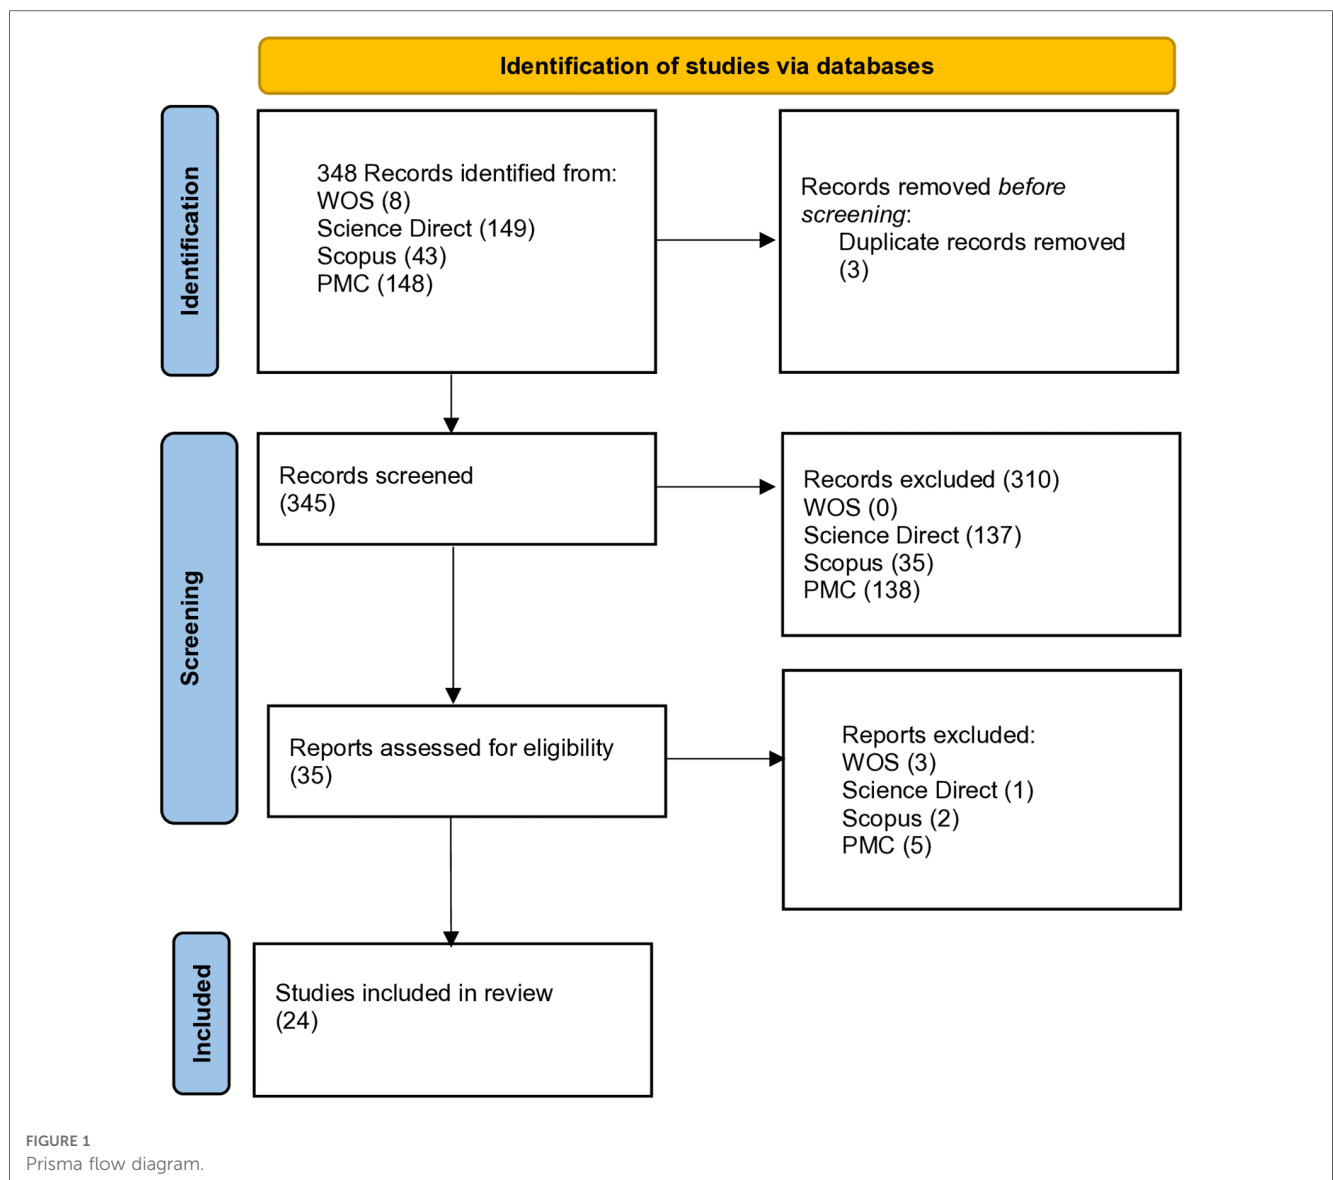 Identification of studies via databases
Identification
348 Records identified from:
WOS (8)
Science Direct (149)
Scopus (43)
PMC (148)
Records removed before
screening:
Duplicate records removed
(3)
Screening
Records screened
(345)
Records excluded (310)
WOS (0)
Science Direct (137)
Scopus (35)
PMC (138)
Reports assessed for eligibility
(35)
Reports excluded:
WOS (3)
Science Direct (1)
Scopus (2)
PMC (5)
Included
Studies included in review
(24)
FIGURE 1
Prisma flow diagram.